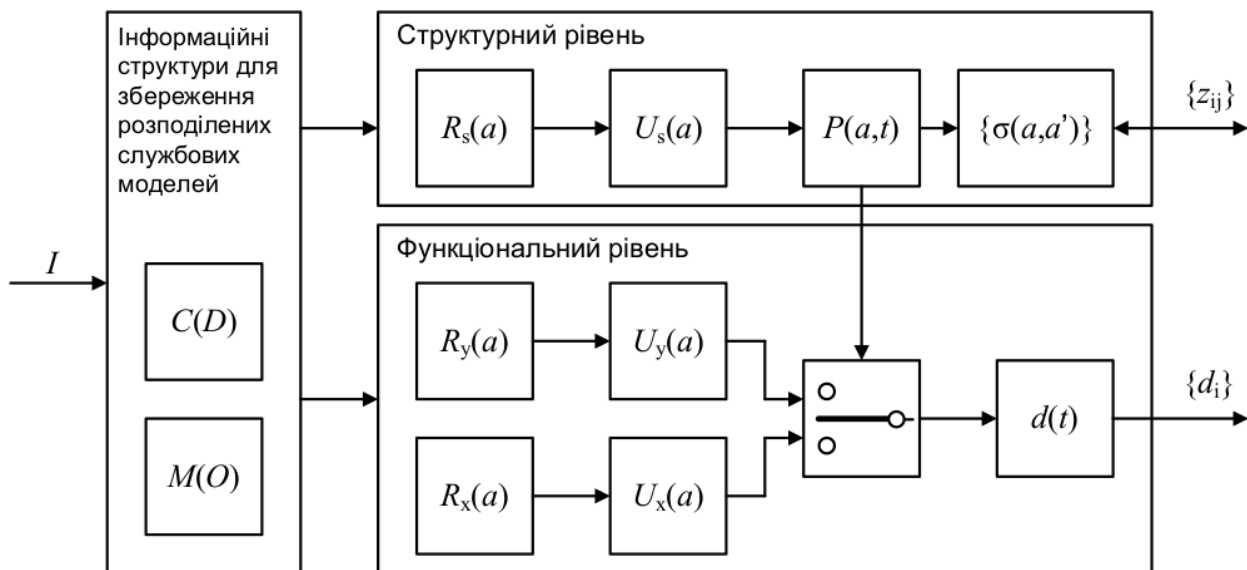 Інформаційні
структури для
збереження
розподілених
службових
моделей
I
C(D)
M(O)
Структурний рівень
Rs(a)
Us(a)
P(a,t)
{σ(a,a’)}
{zij}
Функціональний рівень
Ry(a)
Uy(a)
Rx(a)
Ux(a)
d(t)
{di}